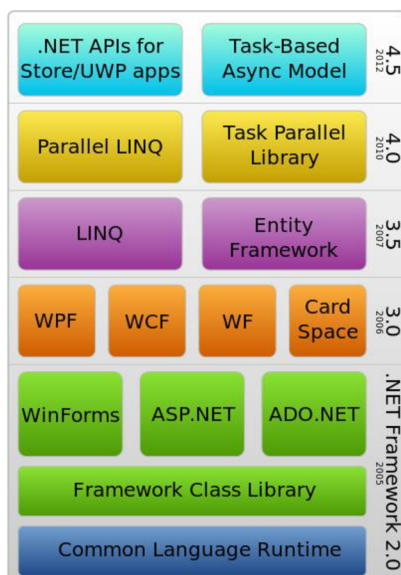 .NET APIs for
Store/UWP apps
Task-Based
Async Model
4.5
2012
Parallel LINQ
Task Parallel
Library
4.0
2010
LINQ
Entity
Framework
3.5
2007
WPF
WCF
WF
Card
Space
3.0
2006
WinForms
ASP.NET
ADO.NET
Framework Class Library
Common Language Runtime
.NET Framework 2.0
2005